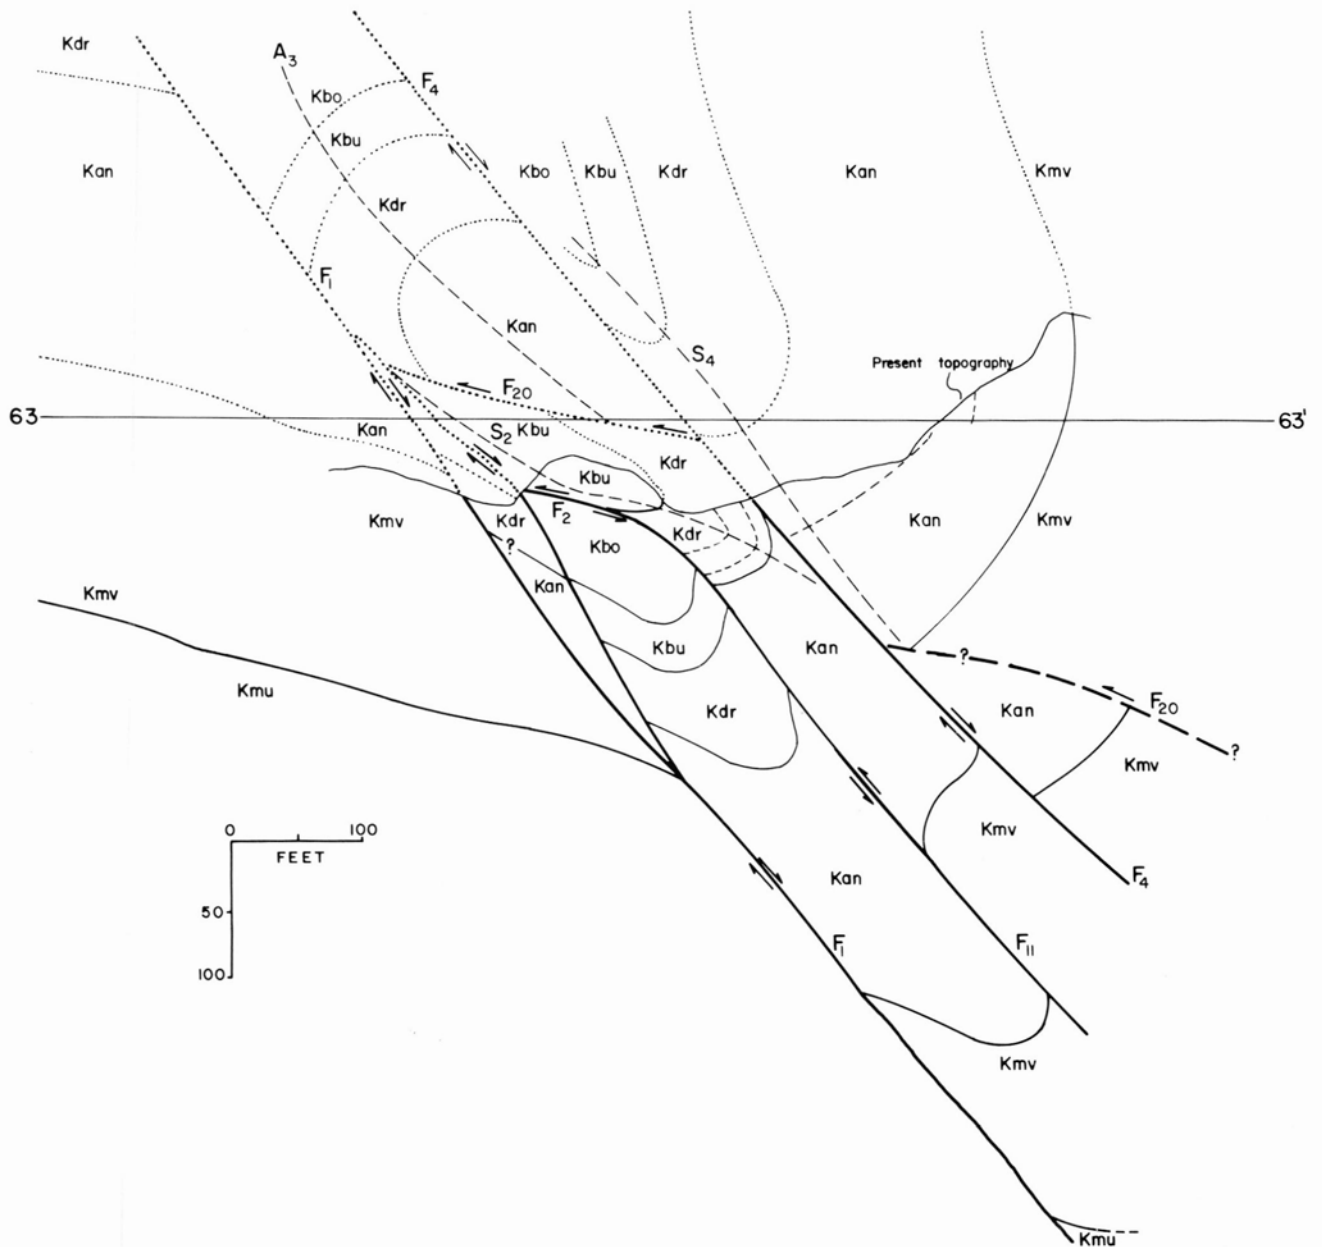 Kdr
A3
F4
Kbo
Kbu
Kan
Kbo
Kbu
Kdr
Kan
Kmv
Kdr
F1
Kan
S4
Present topography
F20
63
63'
Kan
S2
Kbu
Kdr
Kbu
Kmv
Kdr
F2
Kdr
Kan
Kmv
?
Kbo
Kan
Kmv
Kbu
Kan
?
Kmu
Kdr
Kan
F20
?
Kmv
0 100
FEET
Kmv
50
Kan
F4
100
F1
F11
Kmv
Kmu